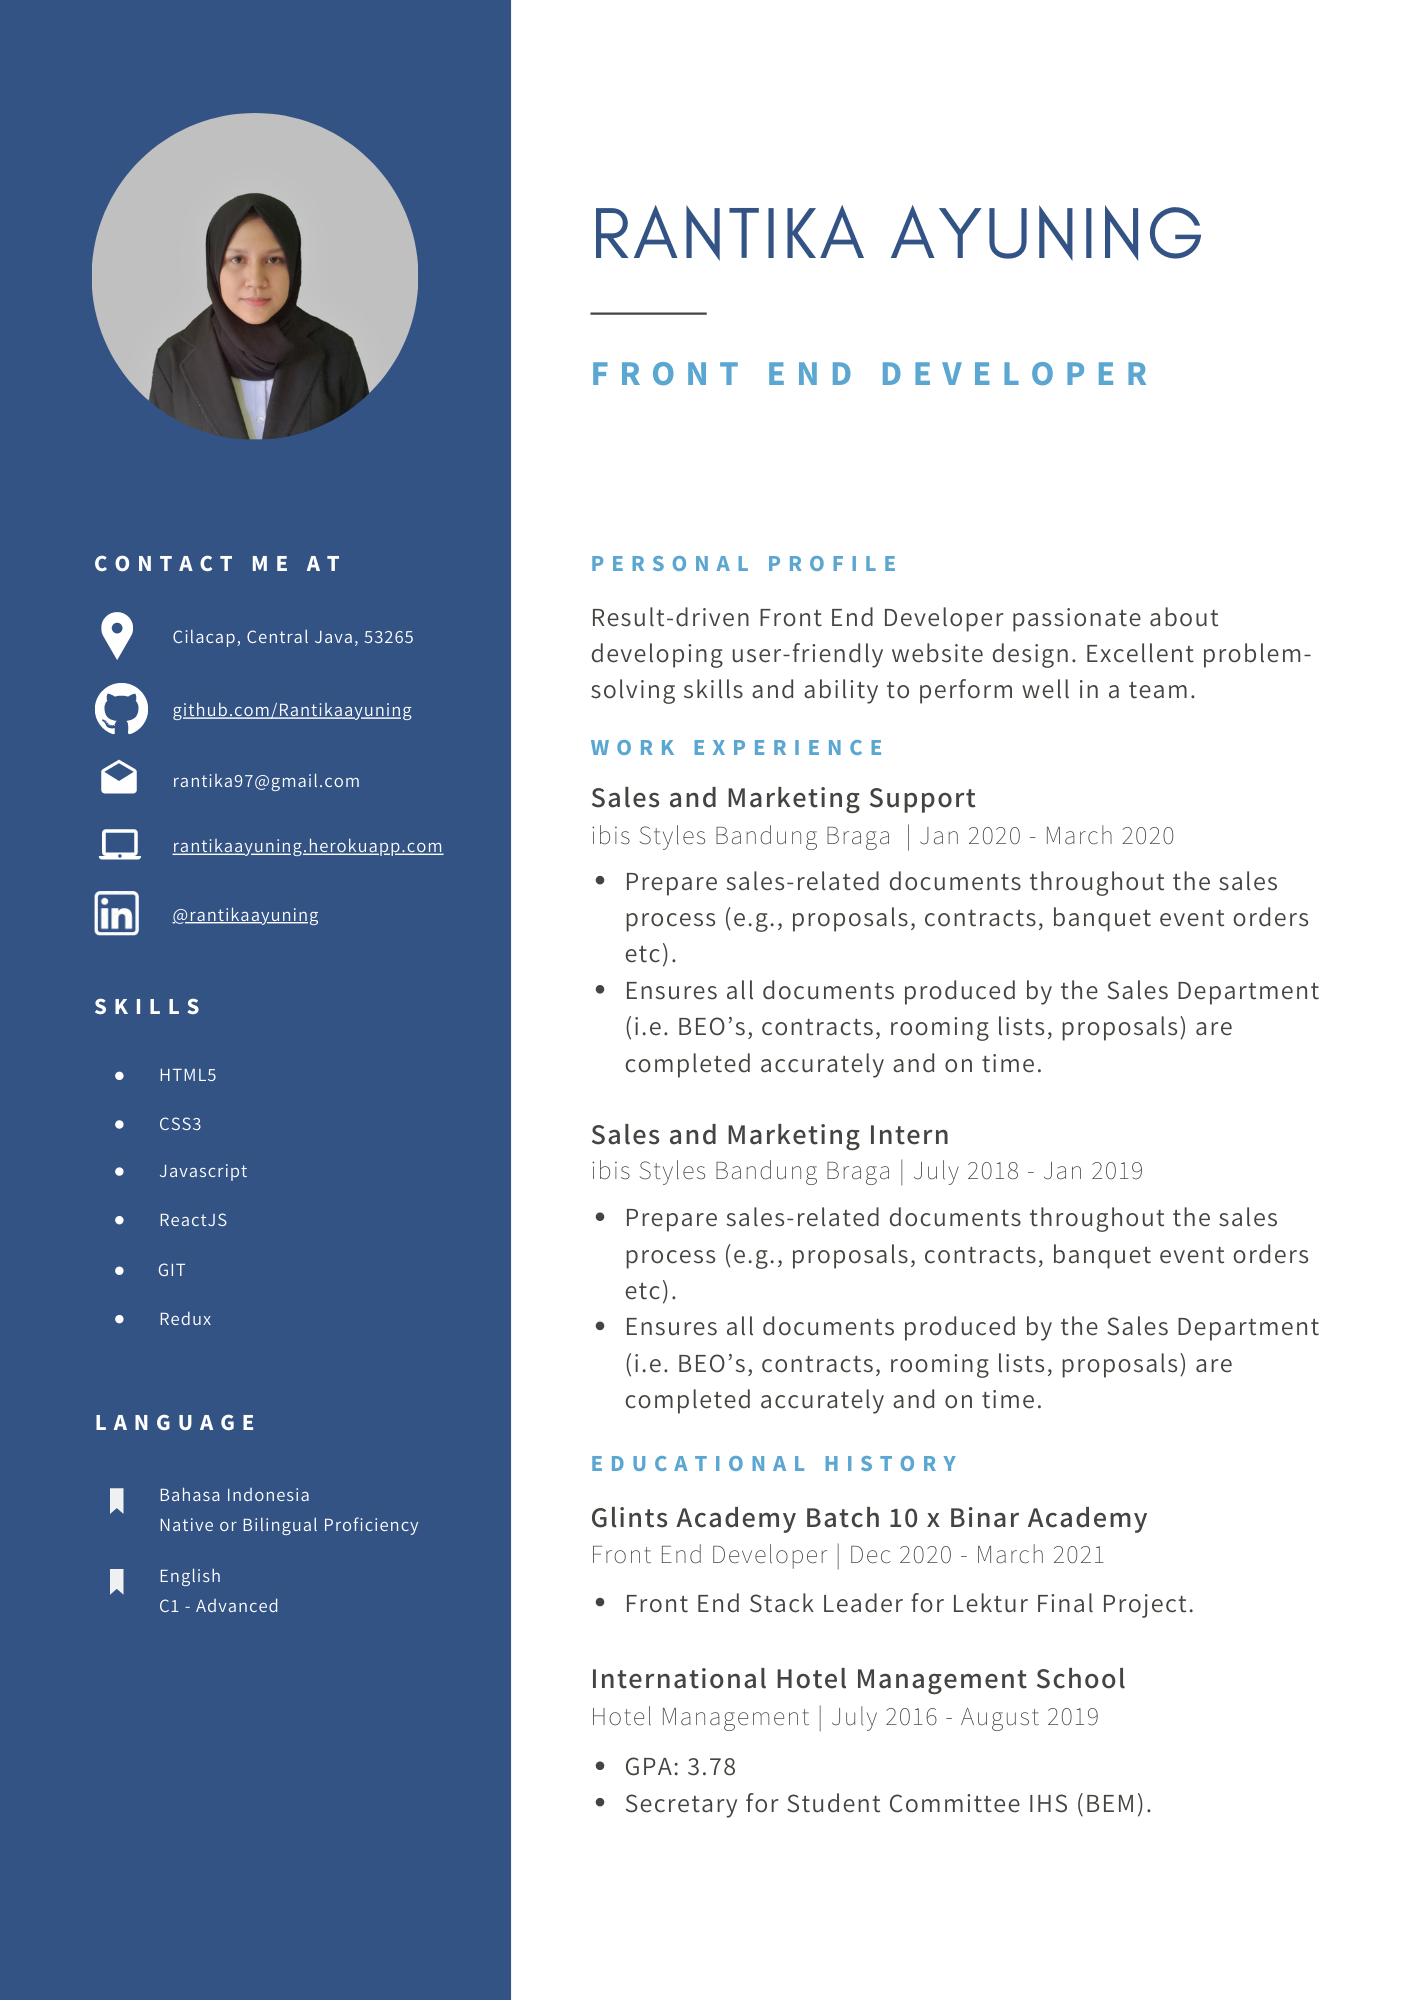 RANTIKA AYUNING
FRONT END DEVELOPER
CONTACT ME AT
Cilacap, Central Java, 53265
github.com/Rantikaayuning
rantika97@gmail.com
rantikaayuning.herokuapp.com
in
@rantikaayuning
SKILLS
• HTML5
• CSS3
• Javascript
• ReactJS
• GIT
• Redux
LANGUAGE
Bahasa Indonesia
Native or Bilingual Proficiency
English
C1 - Advanced
PERSONAL PROFILE
Result-driven Front End Developer passionate about
developing user-friendly website design. Excellent problem-
solving skills and ability to perform well in a team.
WORK EXPERIENCE
Sales and Marketing Support
ibis Styles Bandung Braga | Jan 2020 - March 2020
• Prepare sales-related documents throughout the sales
process (e.g., proposals, contracts, banquet event orders
etc).
• Ensures all documents produced by the Sales Department
(i.e. BEO’s, contracts, rooming lists, proposals) are
completed accurately and on time.
Sales and Marketing Intern
ibis Styles Bandung Braga | July 2018 - Jan 2019
• Prepare sales-related documents throughout the sales
process (e.g., proposals, contracts, banquet event orders
etc).
• Ensures all documents produced by the Sales Department
(i.e. BEO’s, contracts, rooming lists, proposals) are
completed accurately and on time.
EDUCATIONAL HISTORY
Glints Academy Batch 10 x Binar Academy
Front End Developer | Dec 2020 - March 2021
• Front End Stack Leader for Lektur Final Project.
International Hotel Management School
Hotel Management | July 2016 - August 2019
• GPA: 3.78
• Secretary for Student Committee IHS (BEM).